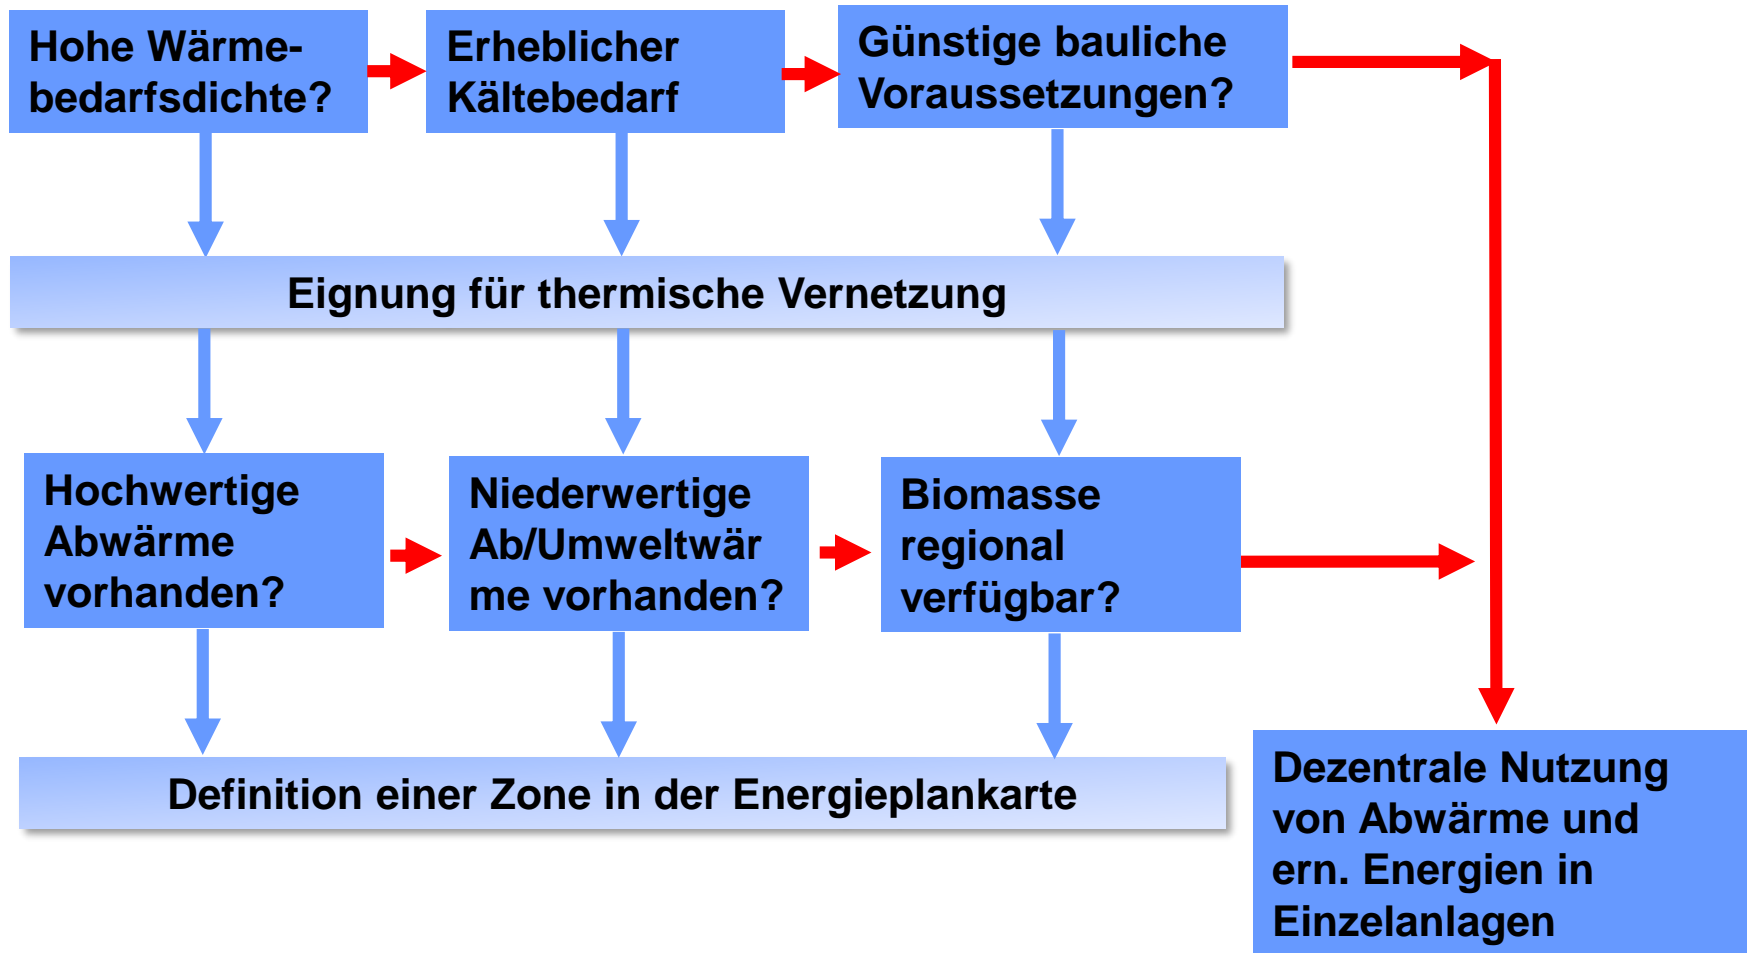 Hohe Wärme-
bedarfsdichte?
Erheblicher
Kältebedarf
Günstige bauliche
Voraussetzungen?
Eignung für thermische Vernetzung
Hochwertige
Abwärme
vorhanden?
Niederwertige
Ab/Umweltwär
me vorhanden?
Biomasse
regional
verfügbar?
Definition einer Zone in der Energieplankarte
Dezentrale Nutzung
von Abwärme und
ern. Energien in
Einzelanlagen